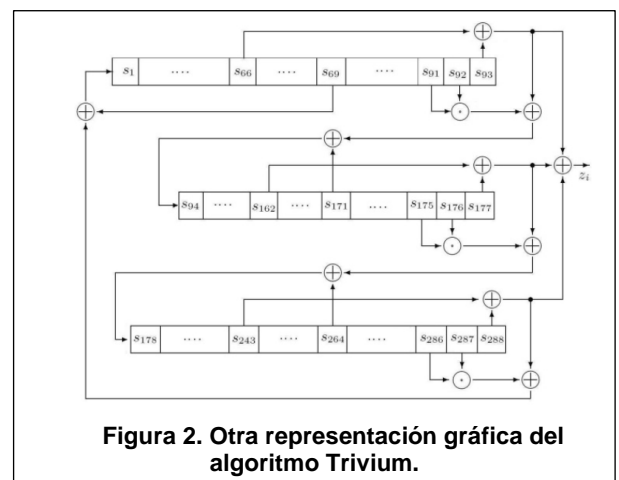 s1 .... s66 .... s69 .... s91 s92 s93
zi
s94 .... s162 .... s171 .... s175 s176 s177
s178 .... s243 .... s264 .... s286 s287 s288
Figura 2. Otra representación gráfica del
algoritmo Trivium.